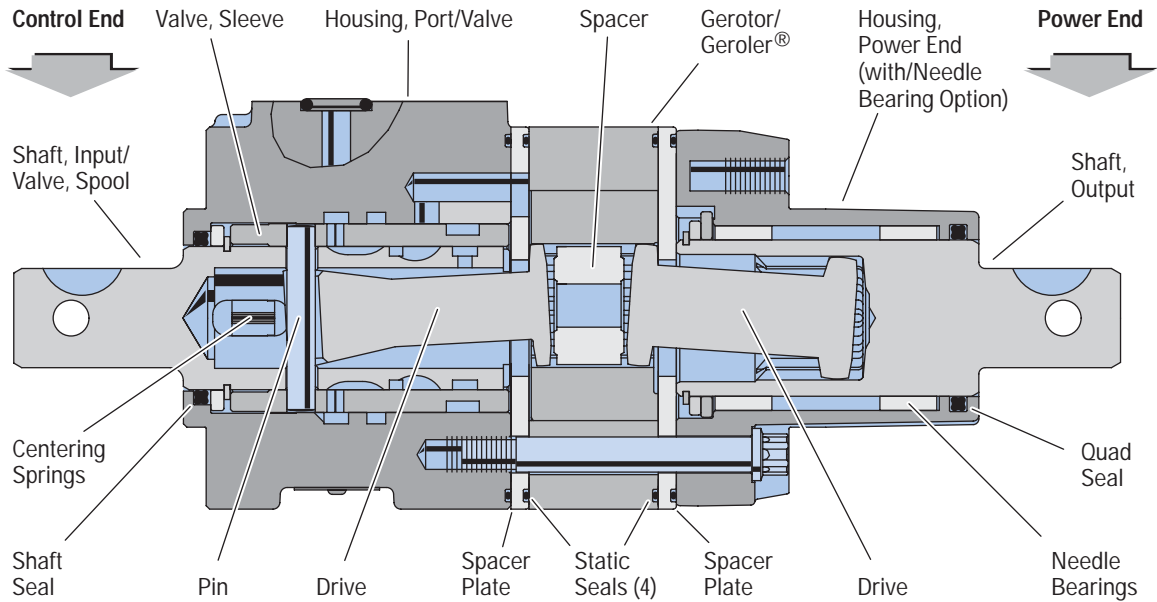 Control End
Valve, Sleeve
Housing, Port/Valve
Spacer
Gerotor/
Geroler®
Housing,
Power End
(with/Needle
Bearing Option)
Power End
Shaft, Input/
Valve, Spool
Shaft,
Output
Centering
Springs
Quad
Seal
Shaft
Seal
Pin
Drive
Spacer
Plate
Static
Seals (4)
Spacer
Plate
Drive
Needle
Bearings